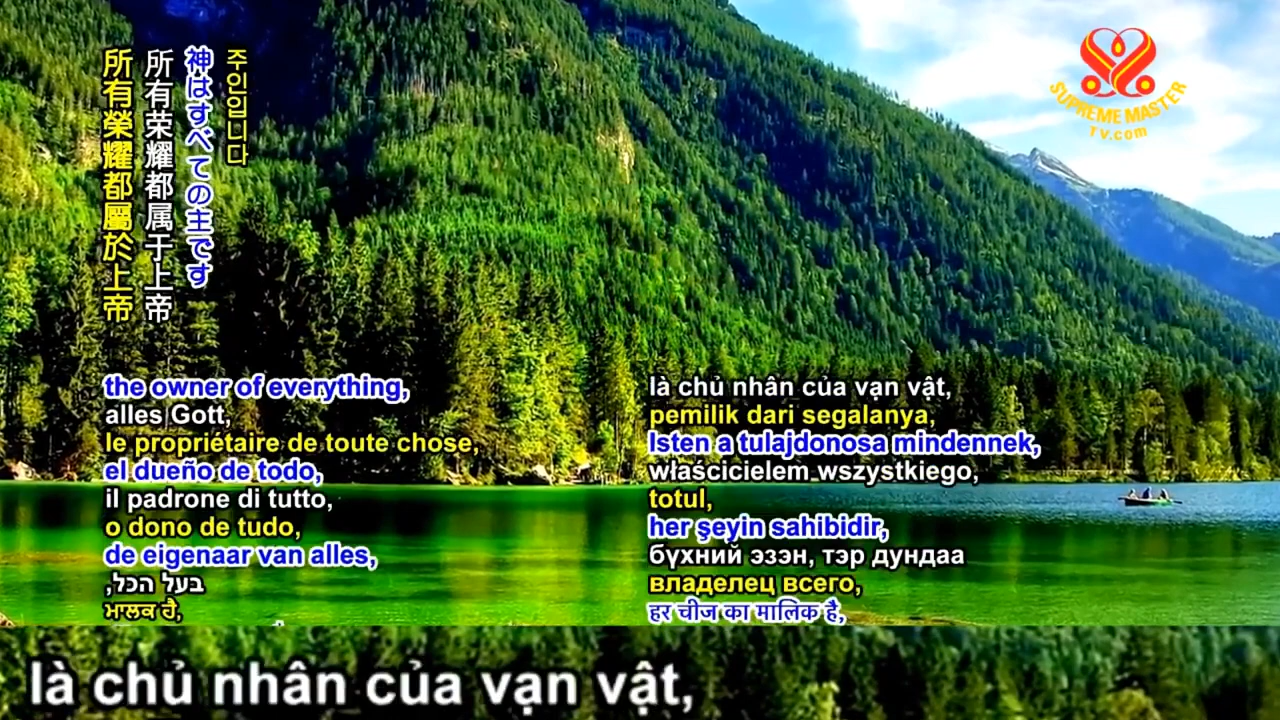 주인입니다
神はすべての主です
所有荣耀都属于上帝
所有榮耀都屬於上帝
SUPREME MASTER
TV.com
the owner of everything,
alles Gott,
le propriétaire de toute chose,
el dueño de todo,
il padrone di tutto,
o dono de tudo,
de eigenaar van alles,
בעל הכל,
ਮਾਲਕ ਹੈ,
là chủ nhân của vạn vật,
pemilik dari segalanya,
Isten a tulajdonosa mindennek,
właścicielem wszystkiego,
totul,
her şeyin sahibidir,
бүхний эзэн, тэр дундаа
владелец всего,
हर चीज का मालिक है,
là chủ nhân của vạn vật,